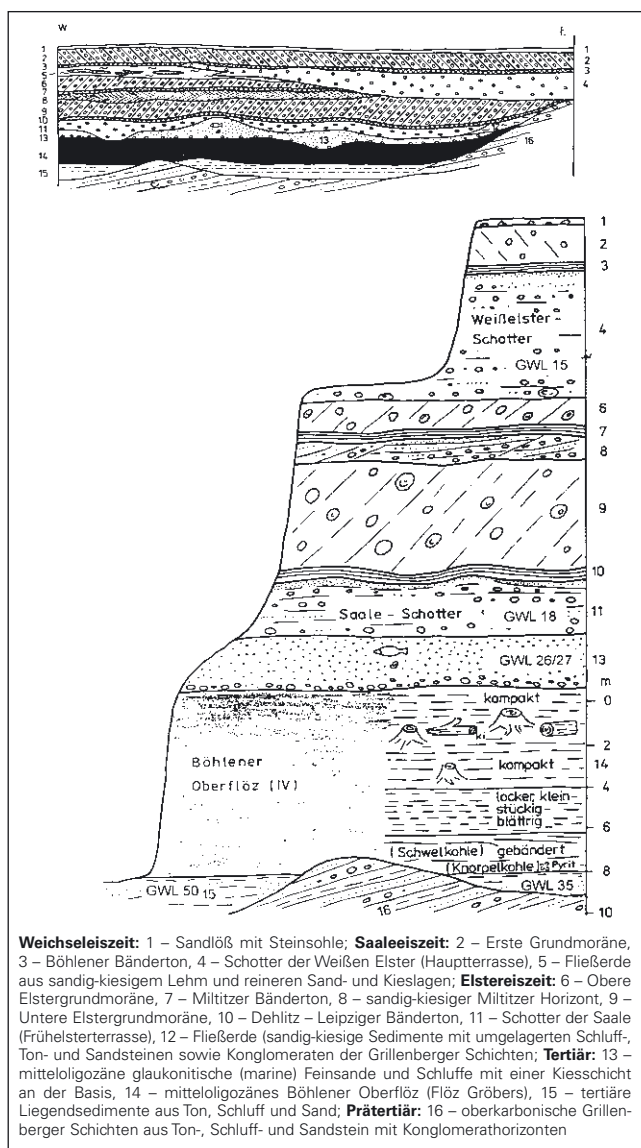 W
E
1
2
3
5
6
7
8
9
10
11
13
14
15
1
2
3
4
13
16
1
2
3
Weißelster-
Schotter
4
GWL 15
6
7
8
9
10
Saale-Schotter
GWL 18
11
GWL 26/27
13
m
kompakt
0
Ki
2
Böhlener
Oberflöz (IV)
kompakt
14
4
locker, klein-
stückig
blättrig
6
(Schwelkohle) gebändert
(Knorpelkohle) Pyrit
8
GWL 50 15
GWL 35
16
10
Weichseleiszeit: 1 – Sandlöß mit Steinsohle; Saaleeiszeit: 2 – Erste Grundmoräne,
3 – Böhlener Bänderton, 4 – Schotter der Weißen Elster (Hauptterrasse), 5 – Fließerde
aus sandig-kiesigem Lehm und reineren Sand- und Kieslagen; Elstereiszeit: 6 – Obere
Elstergrundmoräne, 7 – Miltitzer Bänderton, 8 – sandig-kiesiger Miltitzer Horizont, 9 –
Untere Elstergrundmoräne, 10 – Dehlitz – Leipziger Bänderton, 11 – Schotter der Saale
(Frühelsterterrasse), 12 – Fließerde (sandig-kiesige Sedimente mit umgelagerten Schluff-,
Ton- und Sandsteinen sowie Konglomeraten der Grillenberger Schichten; Tertiär: 13 –
mitteloligozäne glaukonitische (marine) Feinsande und Schluffe mit einer Kiesschicht
an der Basis, 14 – mitteloligozänes Böhlener Oberflöz (Flöz Gröbers), 15 – tertiäre
Liegendsedimente aus Ton, Schluff und Sand; Prätertiär: 16 – oberkarbonische Grillen-
berger Schichten aus Ton-, Schluff- und Sandstein mit Konglomerathorizonten